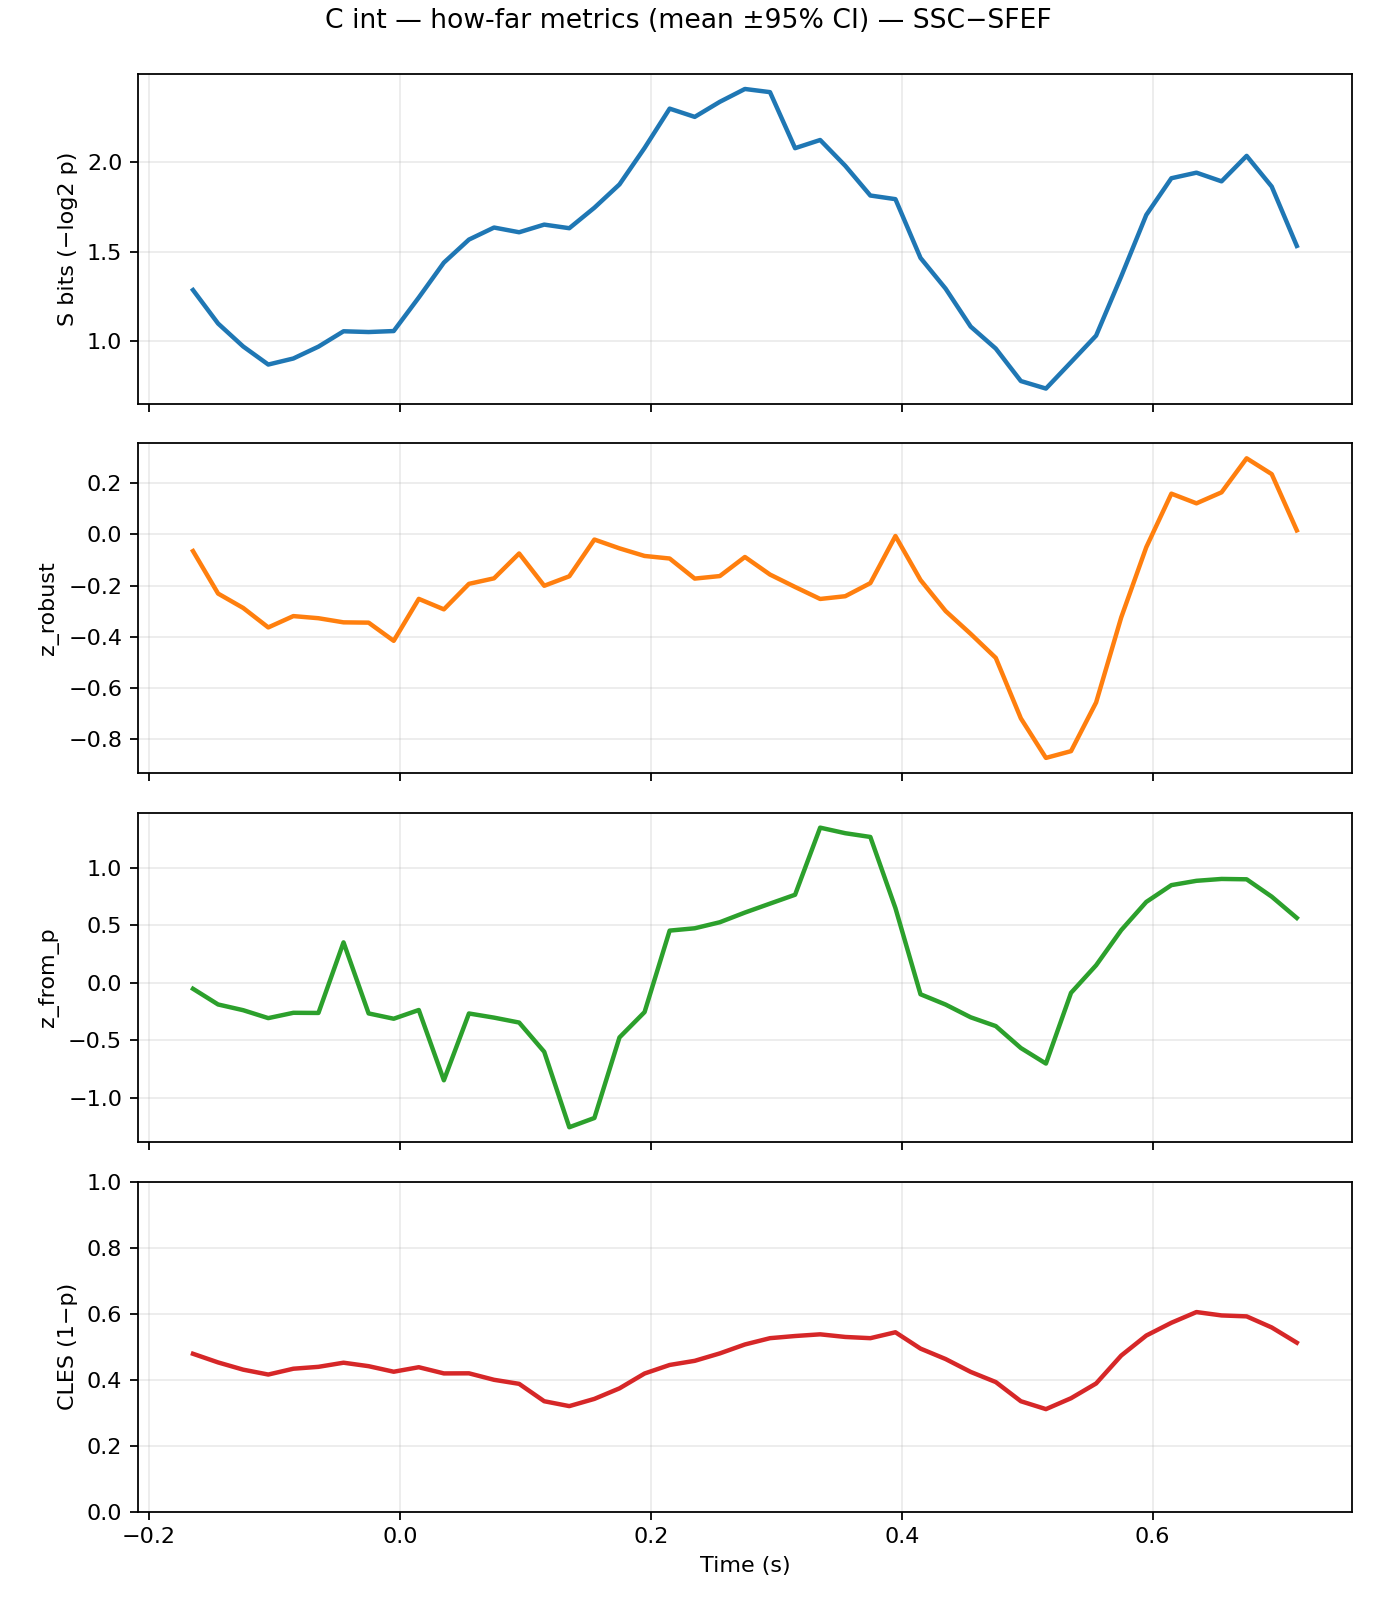 C int — how-far metrics (mean ±95% CI) — SSC−SFEF
S bits (−log2 p)
2.0
1.5
1.0
z_robust
0.2
0.0
−0.2
−0.4
−0.6
−0.8
z_from_p
1.0
0.5
0.0
−0.5
−1.0
CLES (1−p)
1.0
0.8
0.6
0.4
0.2
0.0
−0.2 0.0 0.2 0.4 0.6
Time (s)